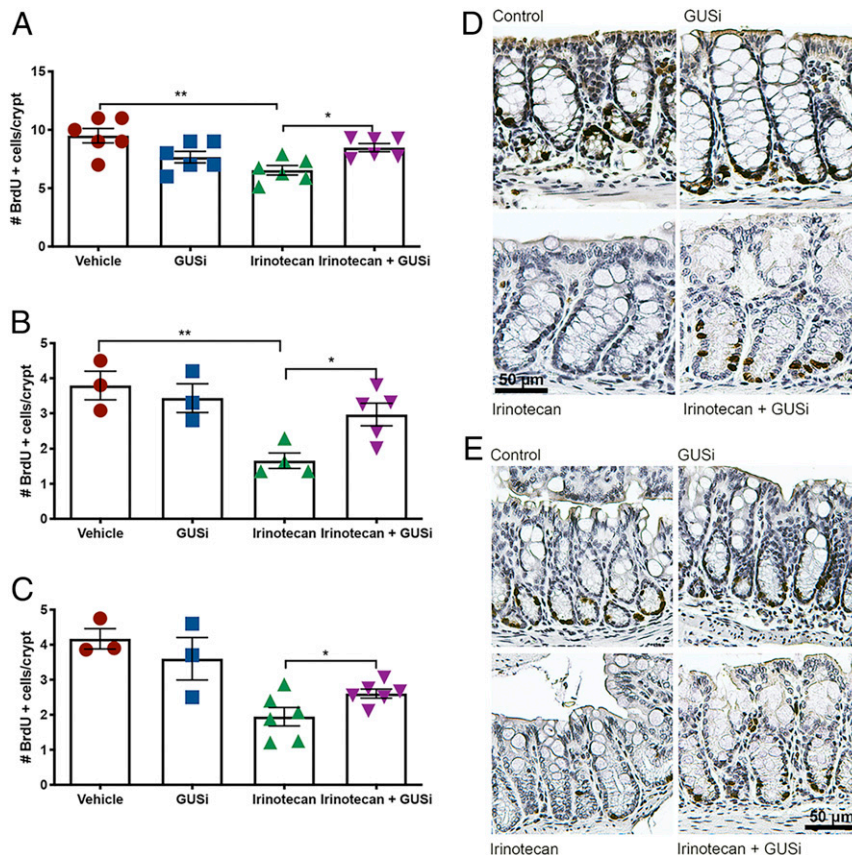 A
# BrdU + cells/crypt
15
10
5
0
**
*
Vehicle
GUSi
Irinotecan
Irinotecan + GUSi
B
# BrdU + cells/crypt
5
4
3
2
1
0
**
*
Vehicle
GUSi
Irinotecan
Irinotecan + GUSi
C
# BrdU + cells/crypt
5
4
3
2
1
0
*
Vehicle
GUSi
Irinotecan
Irinotecan + GUSi
D
Control
GUSi
50 µm
Irinotecan
Irinotecan + GUSi
E
Control
GUSi
50 µm
Irinotecan
Irinotecan + GUSi